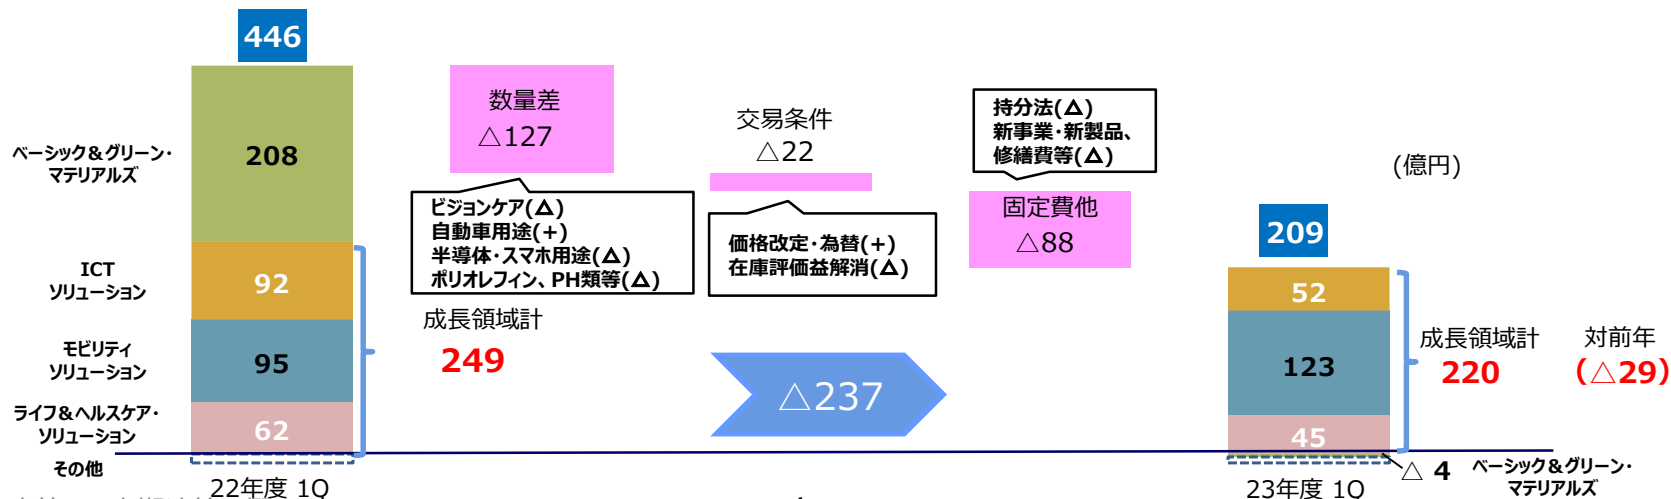 446
ベーシック＆グリーン・
マテリアルズ
208
ICT
ソリューション
92
モビリティ
ソリューション
95
ライフ＆ヘルスケア・
ソリューション
62
その他
22年度 1Q
数量差
△127
ビジョンケア(△)
自動車用途(+)
半導体・スマホ用途(△)
ポリオレフィン、PH類等(△)
成長領域計
249
交易条件
△22
価格改定・為替(+)
在庫評価益解消(△)
△237
持分法(△)
新事業・新製品、
修繕費等(△)
固定費他
△88
(億円)
209
52
123
45
△ 4
ベーシック＆グリーン・
マテリアルズ
23年度 1Q
成長領域計
220
対前年
(△29)